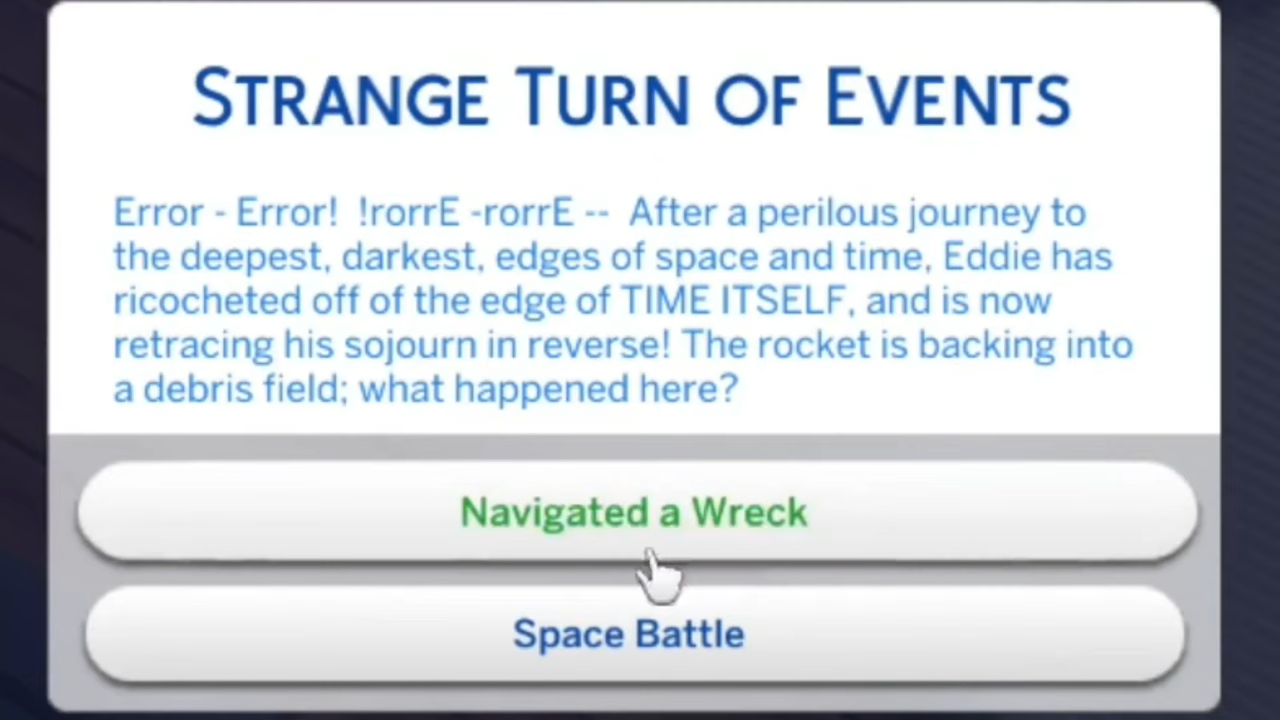 STRANGE TURN OF EVENTS
Error - Error!  !rorrE -rorrE --  After a perilous journey to
the deepest, darkest, edges of space and time, Eddie has
ricocheted off of the edge of TIME ITSELF, and is now
retracing his sojourn in reverse! The rocket is backing into
a debris field; what happened here?
Navigated a Wreck
Space Battle